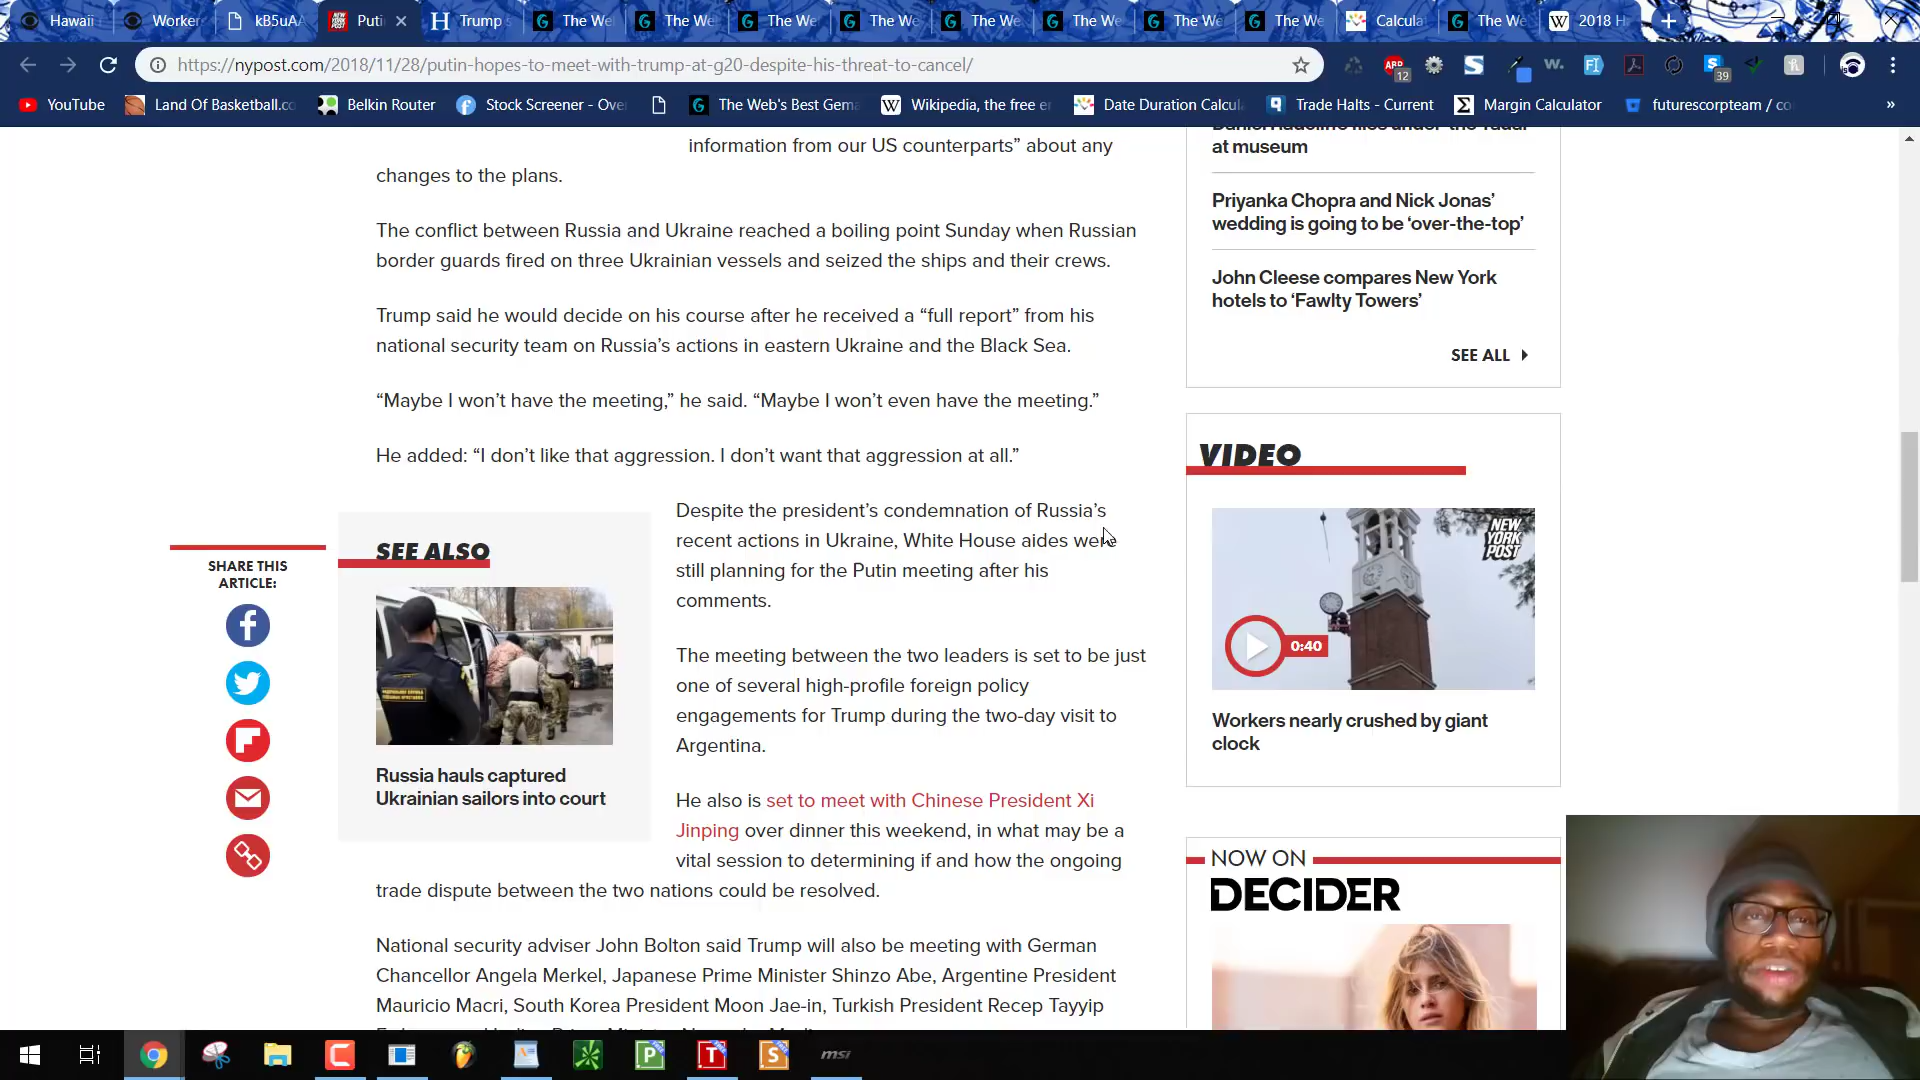 Hawaii
Worker
kB5uAA
Puti
Trump s
The We
The We
The We
The We
The We
The We
The We
The We
Calcula
The We
2018 H
https://nypost.com/2018/11/28/putin-hopes-to-meet-with-trump-at-g20-despite-his-threat-to-cancel/
ABP
12
39
YouTube
Land Of Basketball.co
Belkin Router
Stock Screener - Over
The Web's Best Gema
Wikipedia, the free en
Date Duration Calcul
Trade Halts - Current
Margin Calculator
futurescorpteam / co
»
information from our US counterparts” about any
changes to the plans.
The conflict between Russia and Ukraine reached a boiling point Sunday when Russian
border guards fired on three Ukrainian vessels and seized the ships and their crews.
Trump said he would decide on his course after he received a “full report” from his
national security team on Russia’s actions in eastern Ukraine and the Black Sea.
“Maybe I won’t have the meeting,” he said. “Maybe I won’t even have the meeting.”
He added: “I don’t like that aggression. I don’t want that aggression at all.”
Despite the president’s condemnation of Russia’s
recent actions in Ukraine, White House aides were
still planning for the Putin meeting after his
comments.
The meeting between the two leaders is set to be just
one of several high-profile foreign policy
engagements for Trump during the two-day visit to
Argentina.
He also is set to meet with Chinese President Xi
Jinping over dinner this weekend, in what may be a
vital session to determining if and how the ongoing
trade dispute between the two nations could be resolved.
National security adviser John Bolton said Trump will also be meeting with German
Chancellor Angela Merkel, Japanese Prime Minister Shinzo Abe, Argentine President
Mauricio Macri, South Korea President Moon Jae-in, Turkish President Recep Tayyip
SHARE THIS
ARTICLE:
SEE ALSO
Russia hauls captured
Ukrainian sailors into court
at museum
Priyanka Chopra and Nick Jonas’
wedding is going to be ‘over-the-top’
John Cleese compares New York
hotels to ‘Fawlty Towers’
SEE ALL
VIDEO
NEW
YORK
POST
0:40
Workers nearly crushed by giant
clock
NOW ON
DECIDER
msi